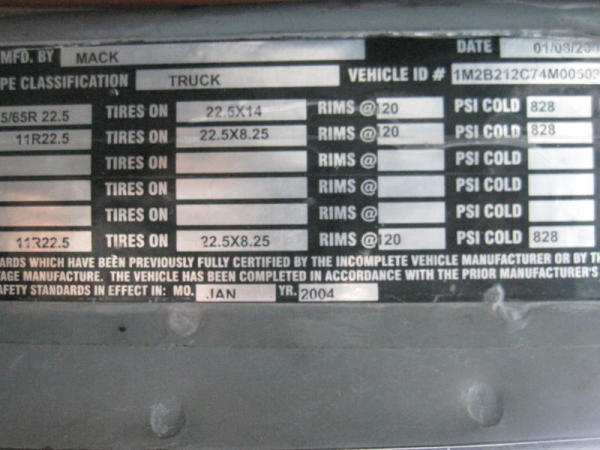 MFD. BY MACK DATE 01/08/200
PE CLASSIFICATION TRUCK VEHICLE ID # 1M2B212C74M00503
5/65R 22.5 TIRES ON 22.5X14 RIMS @ 120 PSI COLD 828
11R22.5 TIRES ON 22.5X8.25 RIMS @ 120 PSI COLD 828
TIRES ON RIMS @ PSI COLD
TIRES ON RIMS @ PSI COLD
TIRES ON RIMS @ PSI COLD
11R22.5 TIRES ON 22.5X8.25 RIMS @ 120 PSI COLD 828
ARDS WHICH HAVE BEEN PREVIOUSLY FULLY CERTIFIED BY THE INCOMPLETE VEHICLE MANUFACTURER OR BY TH
TAGE MANUFACTURE. THE VEHICLE HAS BEEN COMPLETED IN ACCORDANCE WITH THE PRIOR MANUFACTURER'S
AFETY STANDARDS IN EFFECT IN: MO. JAN YR. 2004